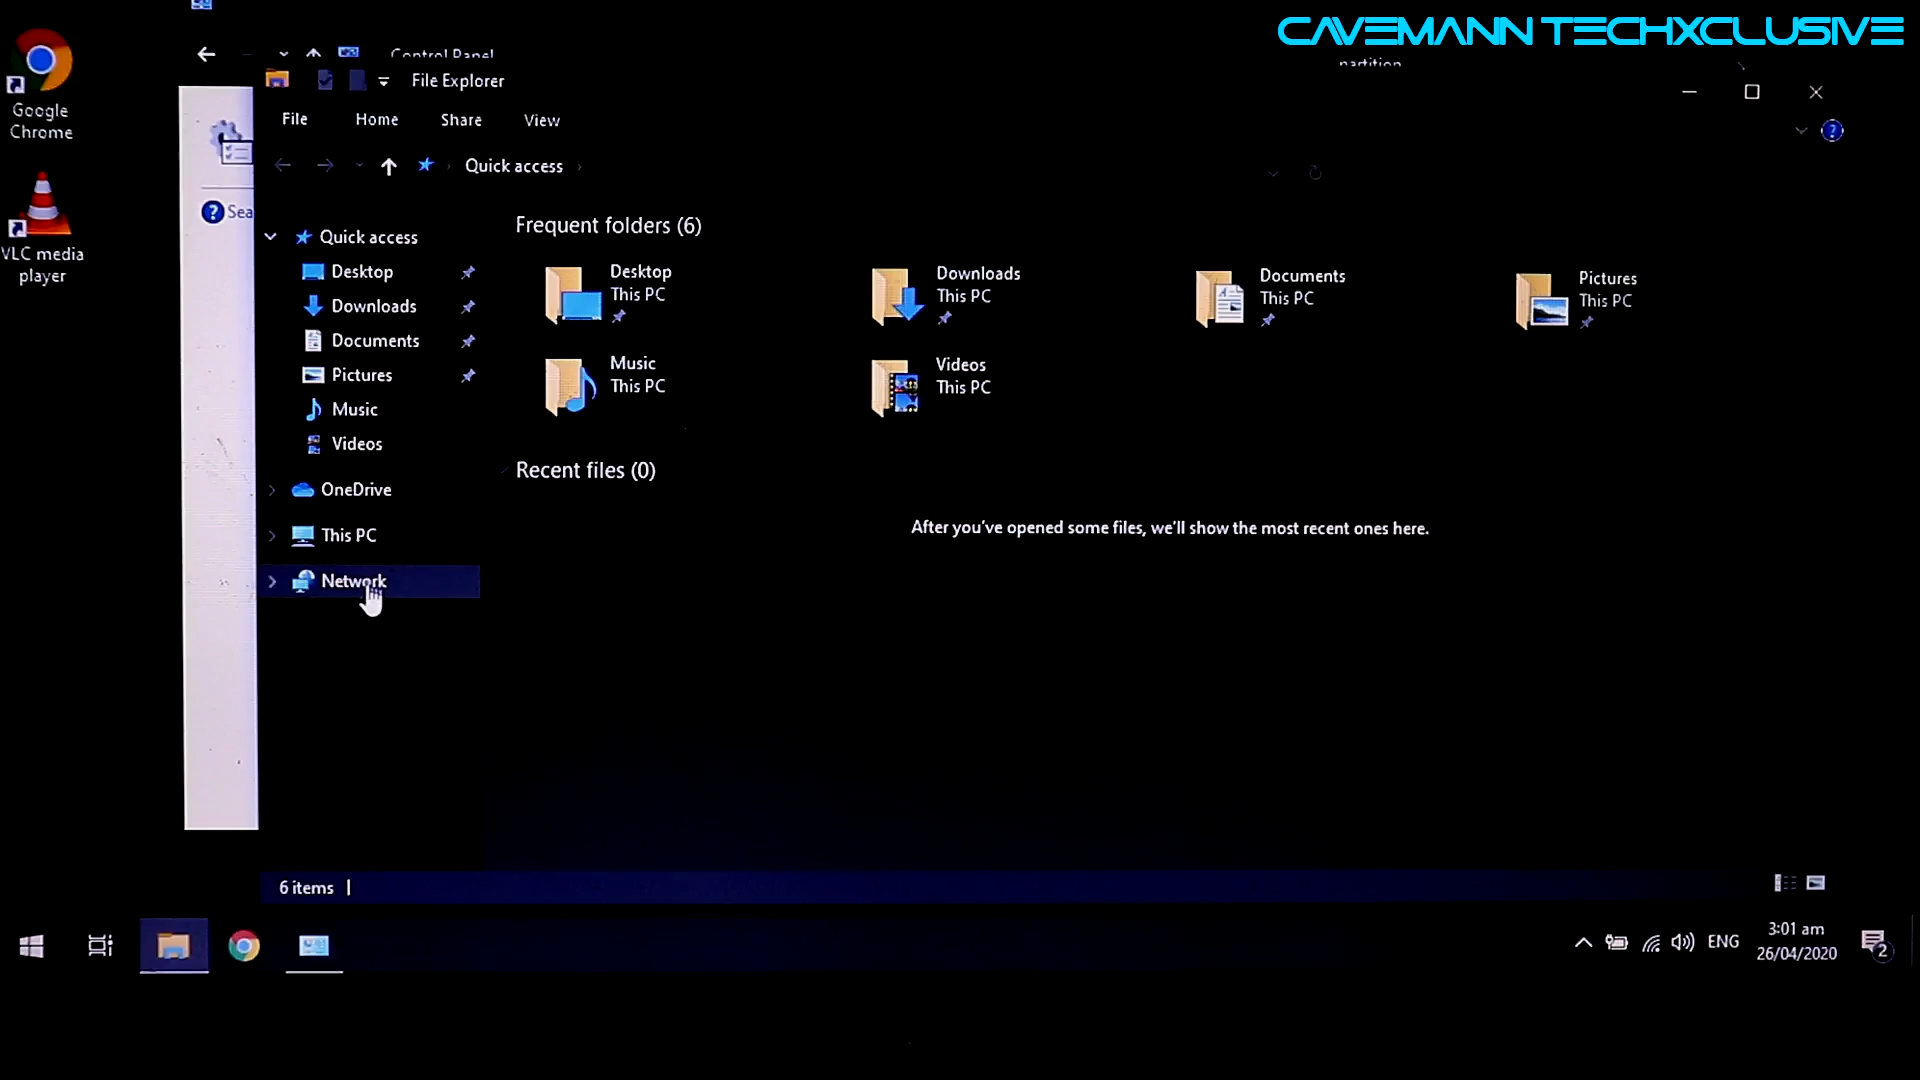 CAVEMANN TECHXCLUSIVE
Control Panel
partition
File Explorer
File
Home
Share
View
Quick access
Google
Chrome
VLC media
player
Sea
Quick access
Desktop
Downloads
Documents
Pictures
Music
Videos
OneDrive
This PC
Network
Frequent folders (6)
Desktop
This PC
Downloads
This PC
Documents
This PC
Pictures
This PC
Music
This PC
Videos
This PC
Recent files (0)
After you've opened some files, we'll show the most recent ones here.
6 items
ENG
3:01 am
26/04/2020
2